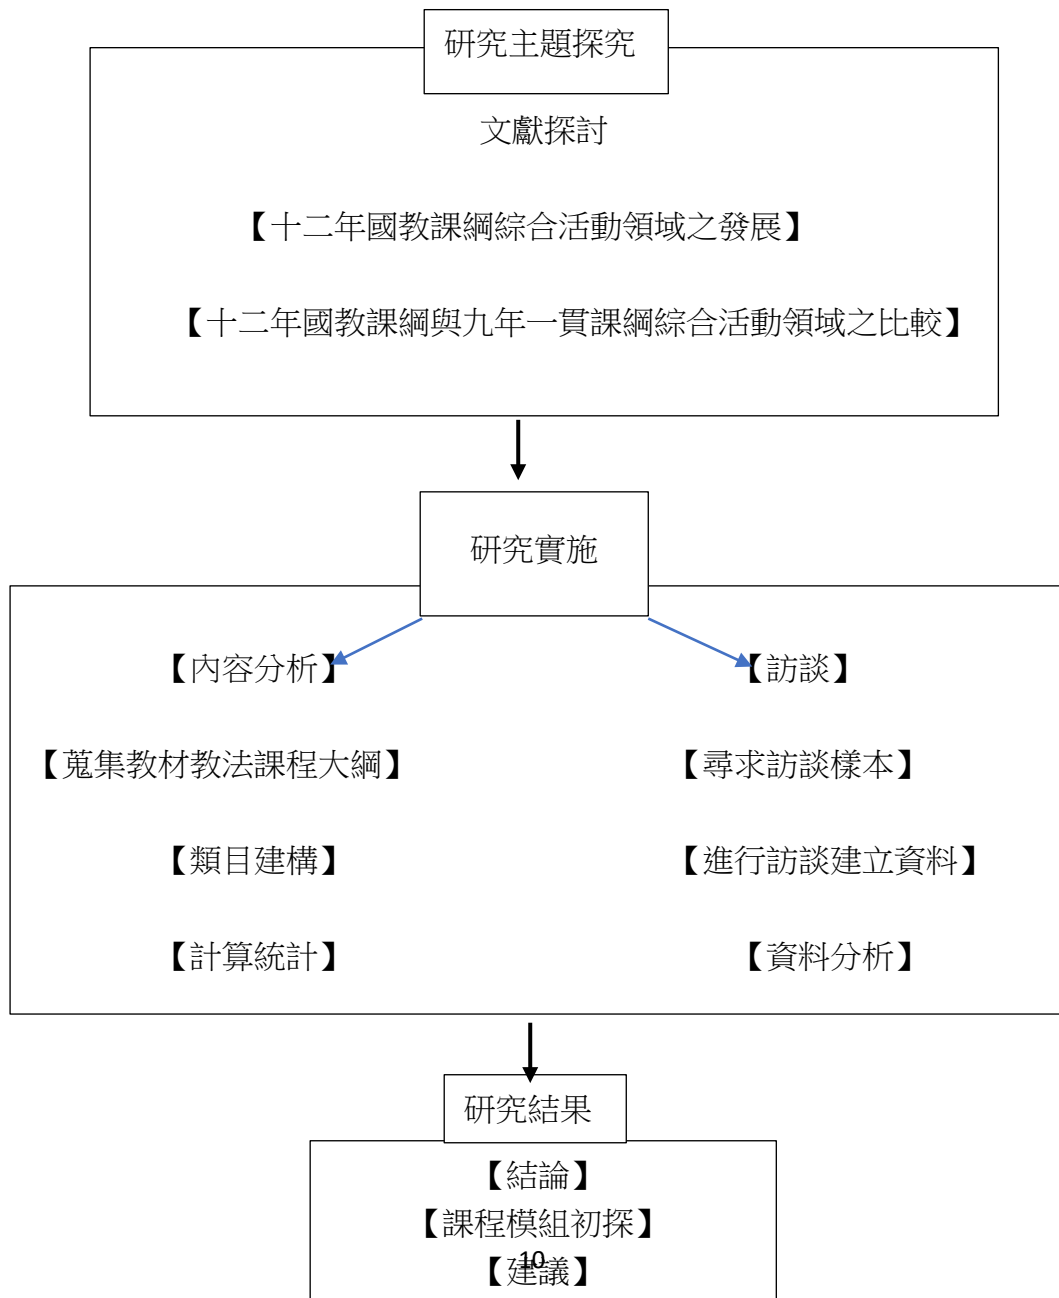 研究主題探究
文獻探討
【十二年國教課綱綜合活動領域之發展】
【十二年國教課綱與九年一貫課綱綜合活動領域之比較】
研究實施
【內容分析】
【訪談】
【蒐集教材教法課程大綱】
【尋求訪談樣本】
【類目建構】
【進行訪談建立資料】
【計算統計】
【資料分析】
研究結果
【結論】
【課程模組初探】
【建議】
10